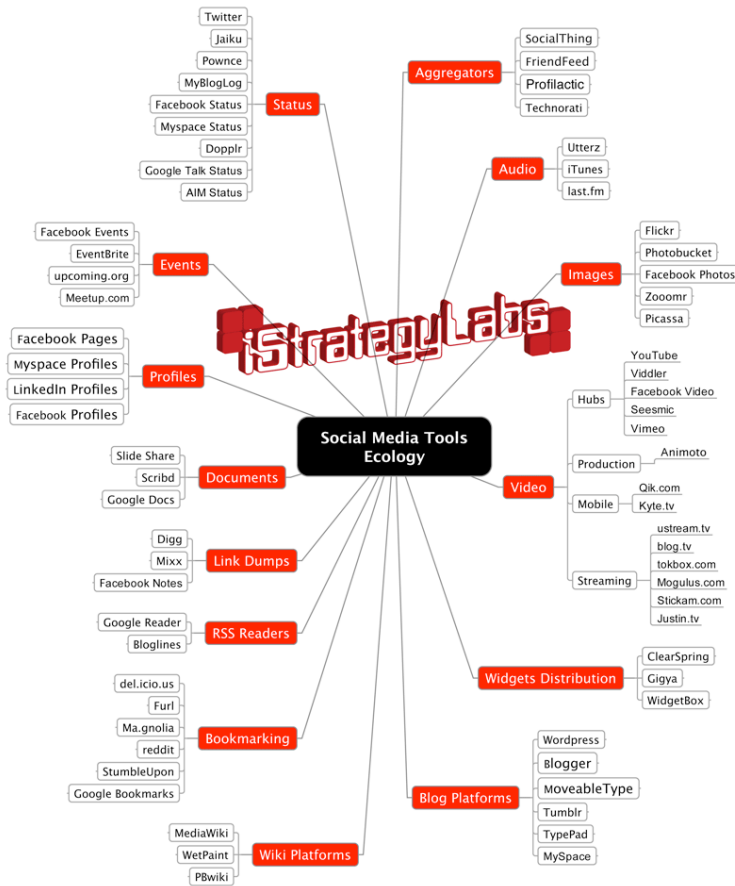 Twitter
Jaiku
Pownce
MyBlogLog
Facebook Status
Myspace Status
Dopplr
Google Talk Status
AIM Status
Status
Aggregators
SocialThing
FriendFeed
Profilactic
Technorati
Audio
Utterz
iTunes
last.fm
Facebook Events
EventBrite
upcoming.org
Meetup.com
Events
Images
Flickr
Photobucket
Facebook Photos
Zooomr
Picassa
iStrategyLabs
Facebook Pages
Myspace Profiles
LinkedIn Profiles
Facebook Profiles
Profiles
Social Media Tools
Ecology
Video
Hubs
YouTube
Viddler
Facebook Video
Seesmic
Vimeo
Production
Animoto
Mobile
Qik.com
Kyte.tv
Streaming
ustream.tv
blog.tv
tokbox.com
Mogulus.com
Stickam.com
Justin.tv
Slide Share
Scribd
Google Docs
Documents
Digg
Mixx
Facebook Notes
Link Dumps
Google Reader
Bloglines
RSS Readers
Widgets Distribution
ClearSpring
Gigya
WidgetBox
del.icio.us
Furl
Ma.gnolia
reddit
StumbleUpon
Google Bookmarks
Bookmarking
Blog Platforms
Wordpress
Blogger
MoveableType
Tumblr
TypePad
MySpace
MediaWiki
WetPaint
PBwiki
Wiki Platforms